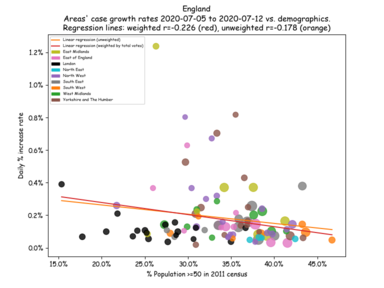 England
Areas' case growth rates 2020-07-05 to 2020-07-12 vs. demographics.
Regression lines: weighted r=-0.226 (red), unweighted r=-0.178 (orange)
Linear regression (unweighted)
Linear regression (weighted by total votes)
East Midlands
East of England
London
North East
North West
South East
South West
West Midlands
Yorkshire and The Humber
1.2%
1.0%
0.8%
0.6%
0.4%
0.2%
0.0%
Daily % increase rate
15.0%
20.0%
25.0%
30.0%
35.0%
40.0%
45.0%
% Population >=50 in 2011 census